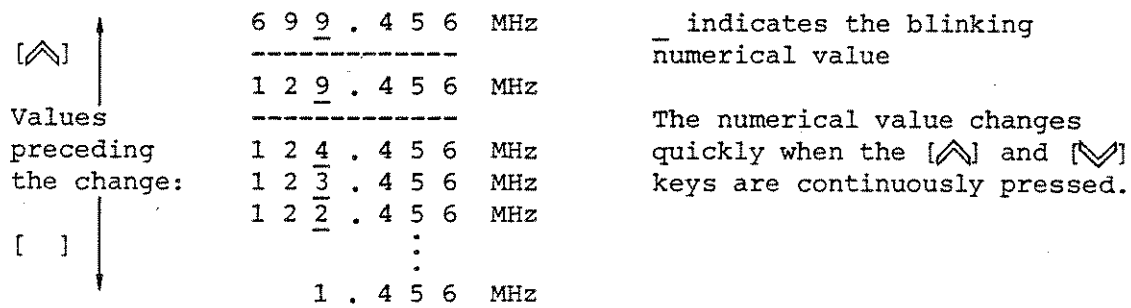 6 9 9 . 4 5 6 MHz
_ indicates the blinking
numerical value
[︽]
1 2 9 . 4 5 6 MHz
Values
preceding
the change:
1 2 4 . 4 5 6 MHz
1 2 3 . 4 5 6 MHz
1 2 2 . 4 5 6 MHz
The numerical value changes
quickly when the [︽] and [︾]
keys are continuously pressed.
[ ]
1 . 4 5 6 MHz